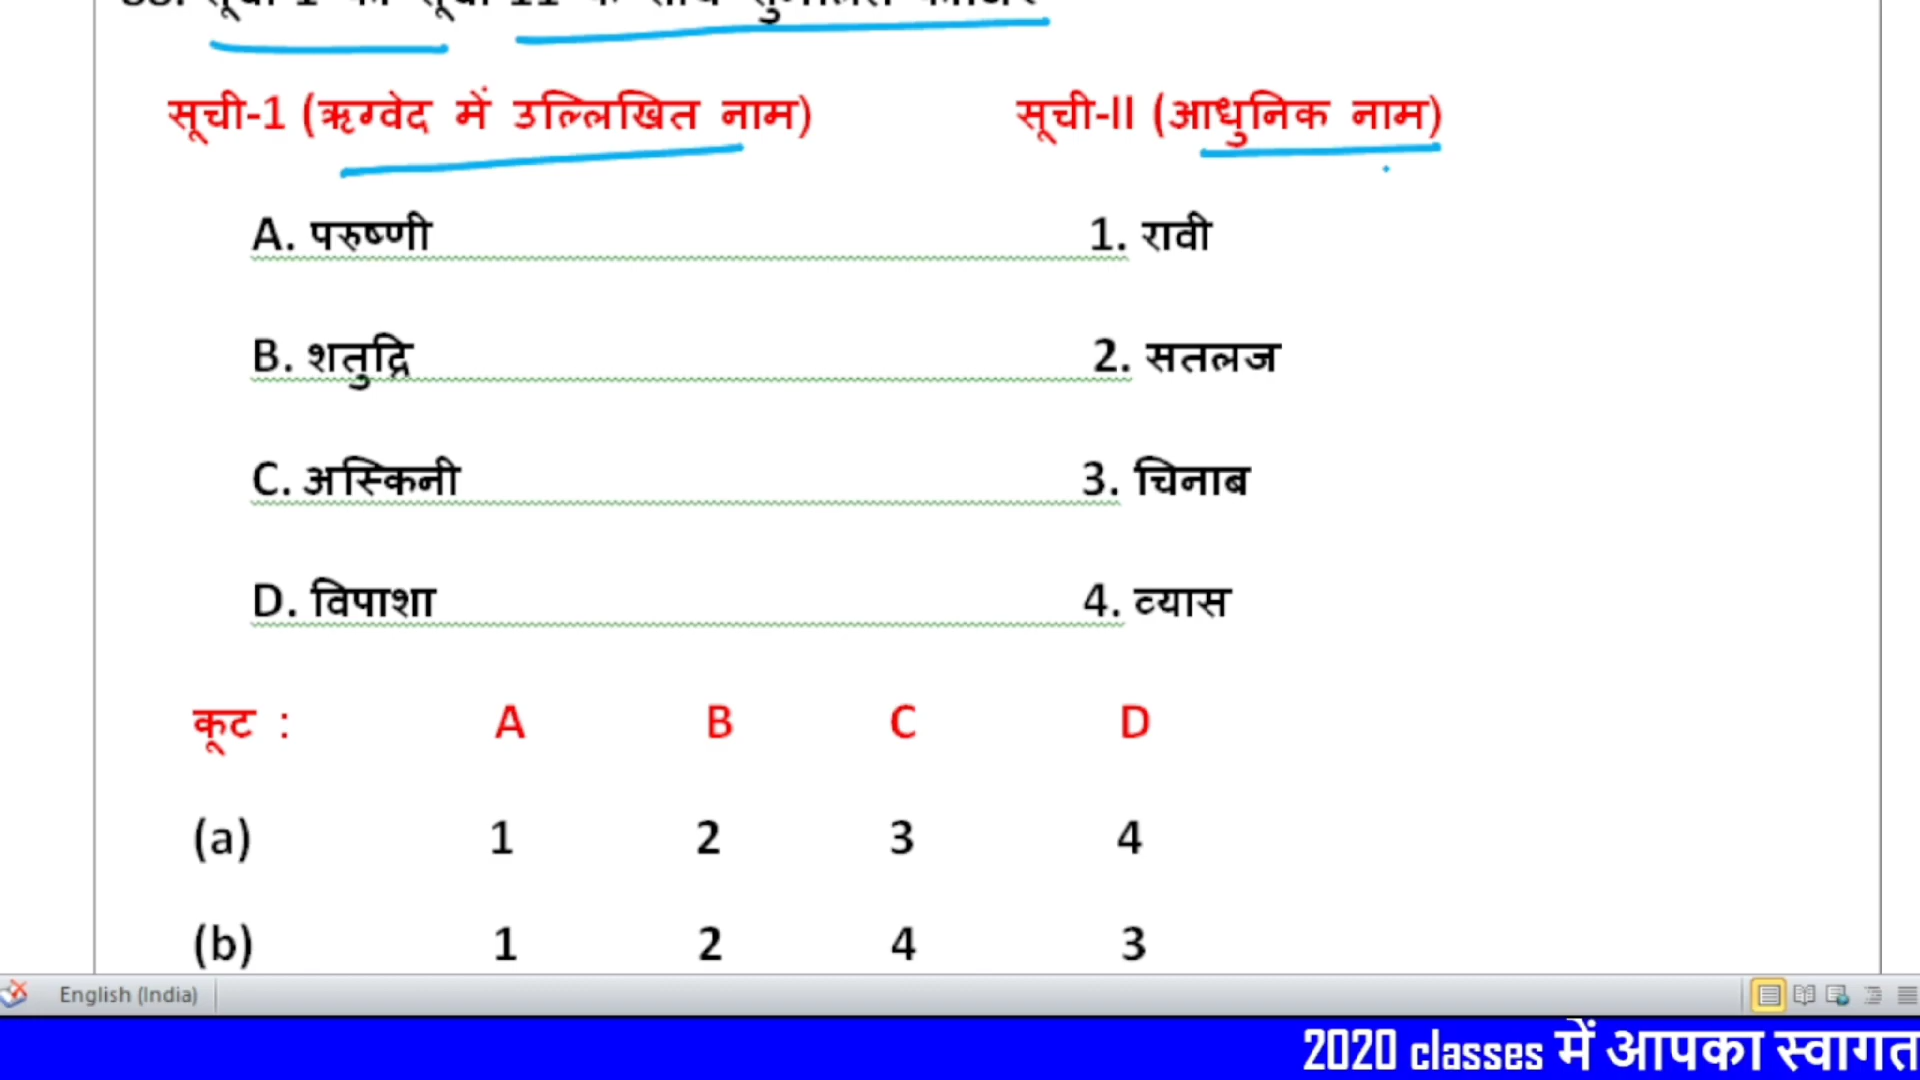 सूची-1 (ऋग्वेद में उल्लिखित नाम) सूची-II (आधुनिक नाम)
A. परुष्णी 1. रावी
B. शतुद्रि 2. सतलज
C. अस्किनी 3. चिनाब
D. विपाशा 4. व्यास
कूट : A B C D
(a) 1 2 3 4
(b) 1 2 4 3
English (India)
2020 classes में आपका स्वागत